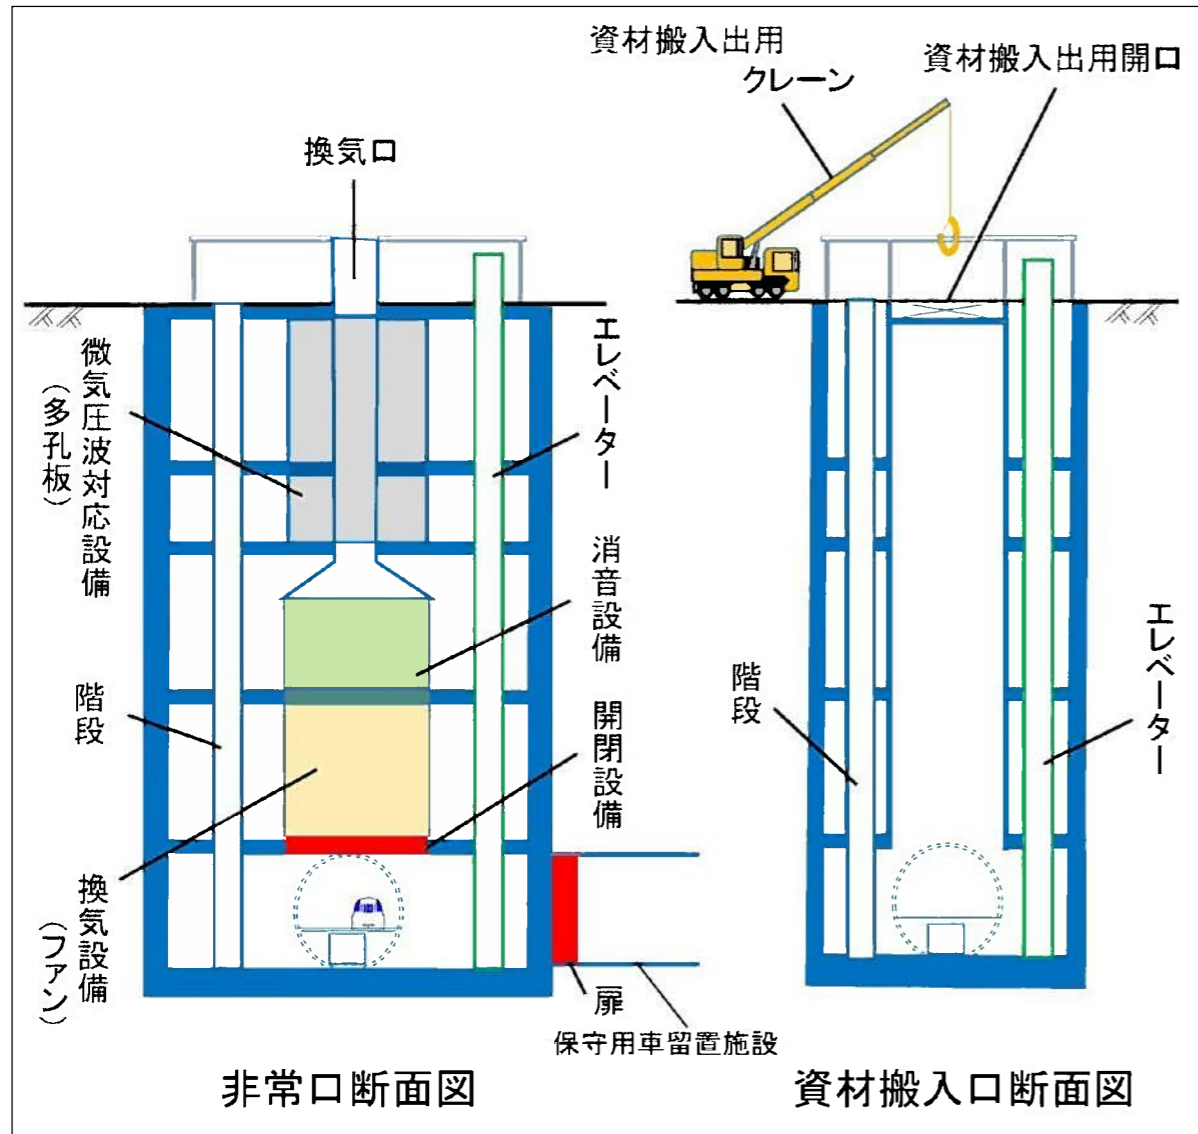 資材搬入出用
クレーン
資材搬入出用開口
換気口
微気圧波対応設備
（多孔板）
エレベーター
消音設備
階段
開閉設備
換気設備
（ファン）
扉
保守用車留置施設
非常口断面図
階段
エレベーター
資材搬入口断面図